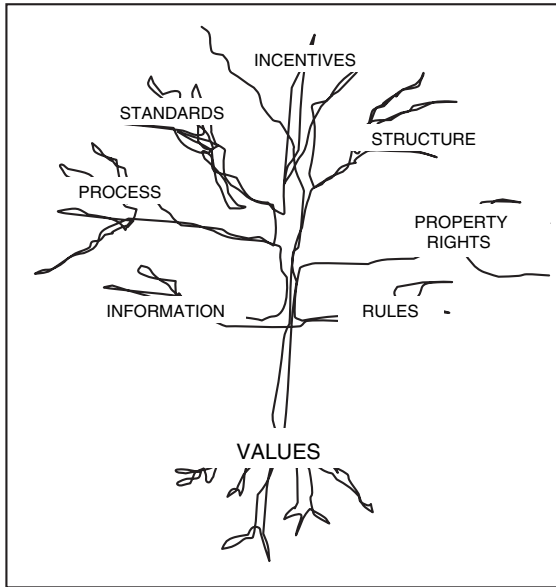 INCENTIVES
STANDARDS
STRUCTURE
PROCESS
PROPERTY
RIGHTS
INFORMATION
RULES
VALUES